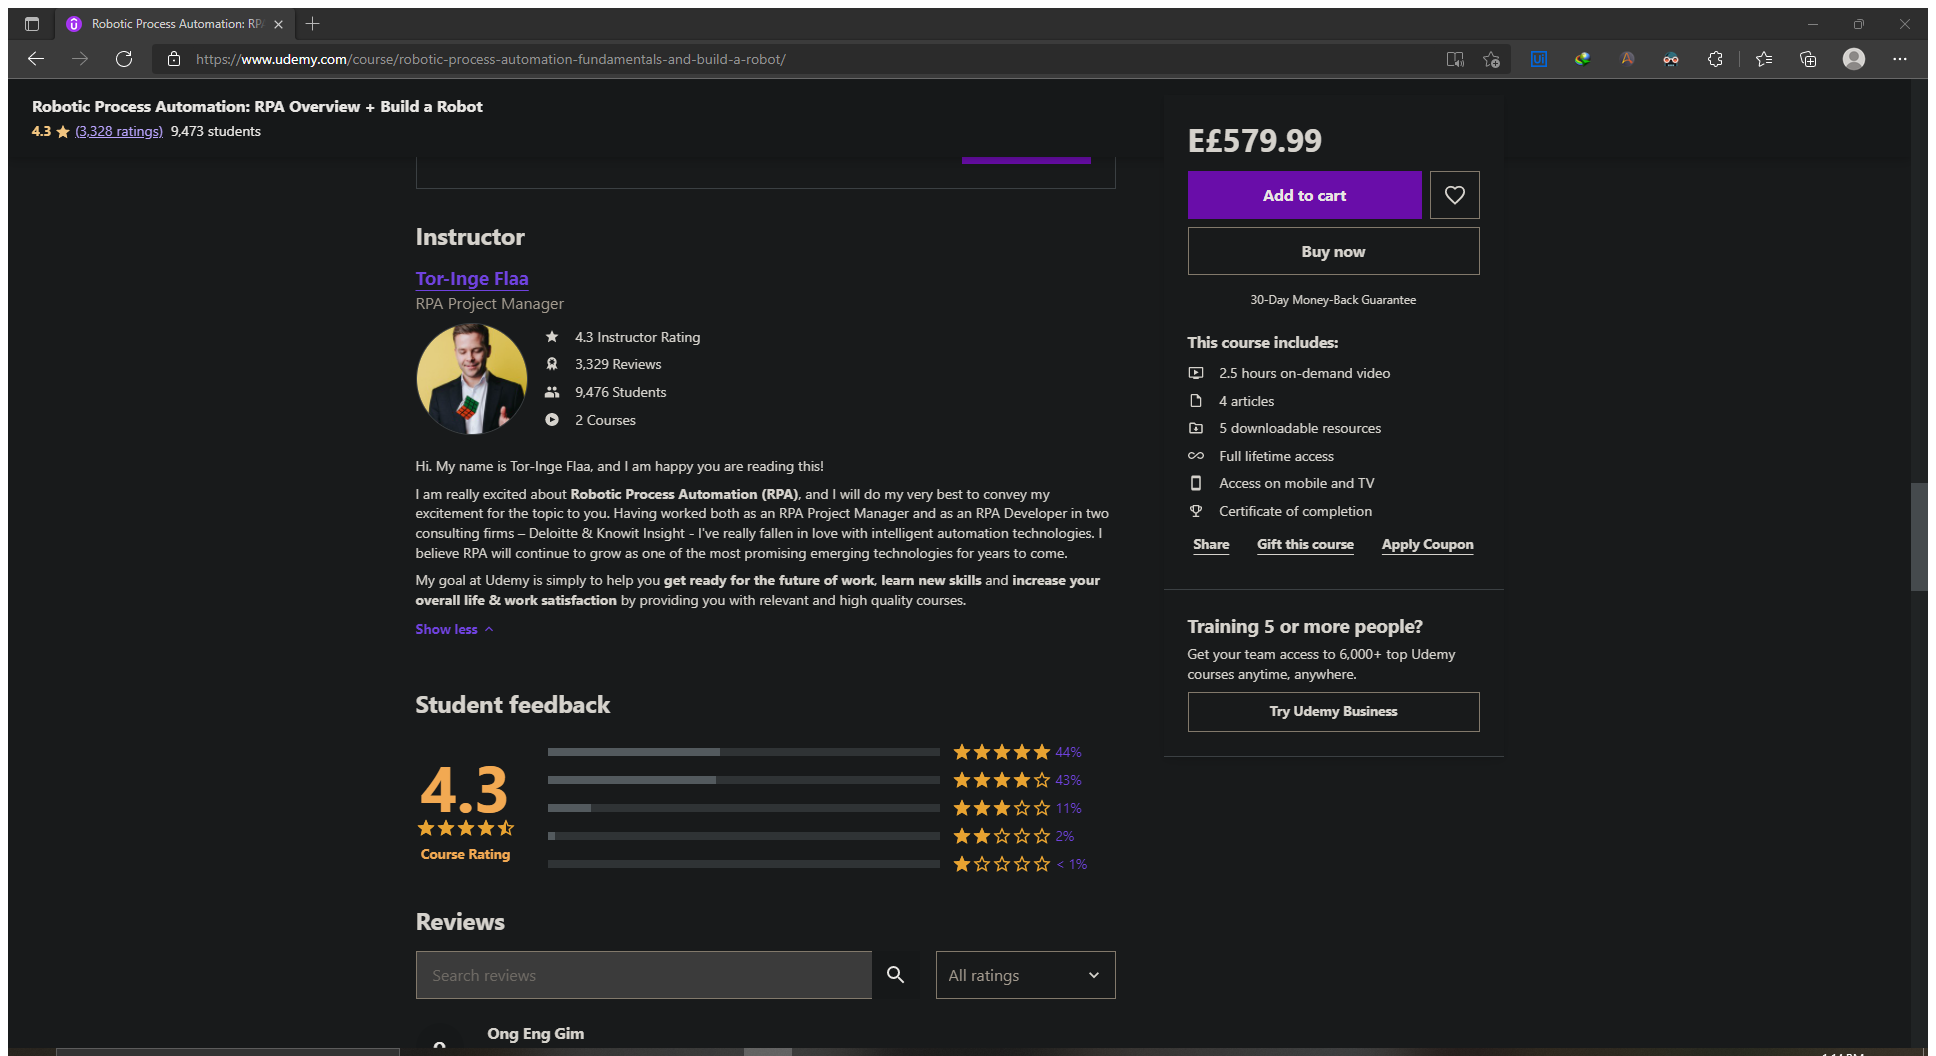 Robotic Process Automation: RP
https://www.udemy.com/course/robotic-process-automation-fundamentals-and-build-a-robot/
Robotic Process Automation: RPA Overview + Build a Robot
4.3 (3,328 ratings) 9,473 students
Instructor
Tor-Inge Flaa
RPA Project Manager
4.3 Instructor Rating
3,329 Reviews
9,476 Students
2 Courses
Hi. My name is Tor-Inge Flaa, and I am happy you are reading this!
I am really excited about Robotic Process Automation (RPA), and I will do my very best to convey my
excitement for the topic to you. Having worked both as an RPA Project Manager and as an RPA Developer in two
consulting firms – Deloitte & Knowit Insight - I've really fallen in love with intelligent automation technologies. I
believe RPA will continue to grow as one of the most promising emerging technologies for years to come.
My goal at Udemy is simply to help you get ready for the future of work, learn new skills and increase your
overall life & work satisfaction by providing you with relevant and high quality courses.
Show less
Student feedback
4.3
Course Rating
44%
43%
11%
2%
< 1%
Reviews
Search reviews
All ratings
Ong Eng Gim
E£579.99
Add to cart
Buy now
30-Day Money-Back Guarantee
This course includes:
2.5 hours on-demand video
4 articles
5 downloadable resources
Full lifetime access
Access on mobile and TV
Certificate of completion
Share Gift this course Apply Coupon
Training 5 or more people?
Get your team access to 6,000+ top Udemy
courses anytime, anywhere.
Try Udemy Business